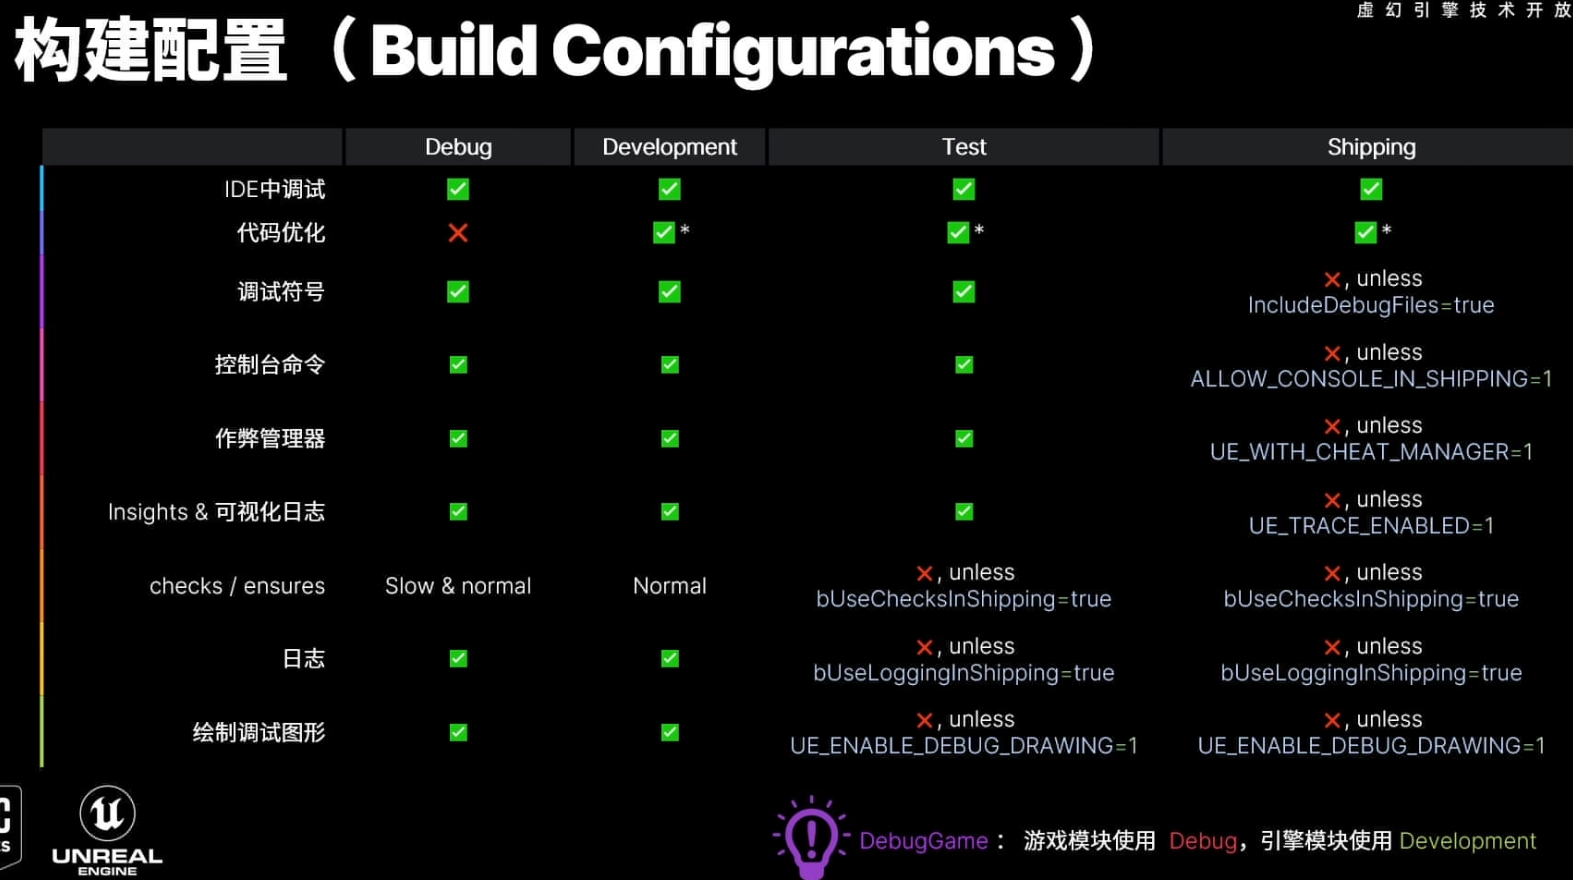 虚幻引擎技术开放
构建配置（Build Configurations）
Debug Development Test Shipping
IDE中调试 ✅ ✅ ✅ ✅
代码优化 ❌ ✅* ✅* ✅*
调试符号 ✅ ✅ ✅ ❌, unless
IncludeDebugFiles=true
控制台命令 ✅ ✅ ✅ ❌, unless
ALLOW_CONSOLE_IN_SHIPPING=1
作弊管理器 ✅ ✅ ✅ ❌, unless
UE_WITH_CHEAT_MANAGER=1
Insights & 可视化日志 ✅ ✅ ✅ ❌, unless
UE_TRACE_ENABLED=1
checks / ensures Slow & normal Normal ❌, unless ❌, unless
bUseChecksInShipping=true bUseChecksInShipping=true
日志 ✅ ✅ ❌, unless ❌, unless
bUseLoggingInShipping=true bUseLoggingInShipping=true
绘制调试图形 ✅ ✅ ❌, unless ❌, unless
UE_ENABLE_DEBUG_DRAWING=1 UE_ENABLE_DEBUG_DRAWING=1
DebugGame： 游戏模块使用 Debug，引擎模块使用 Development
UNREAL
ENGINE